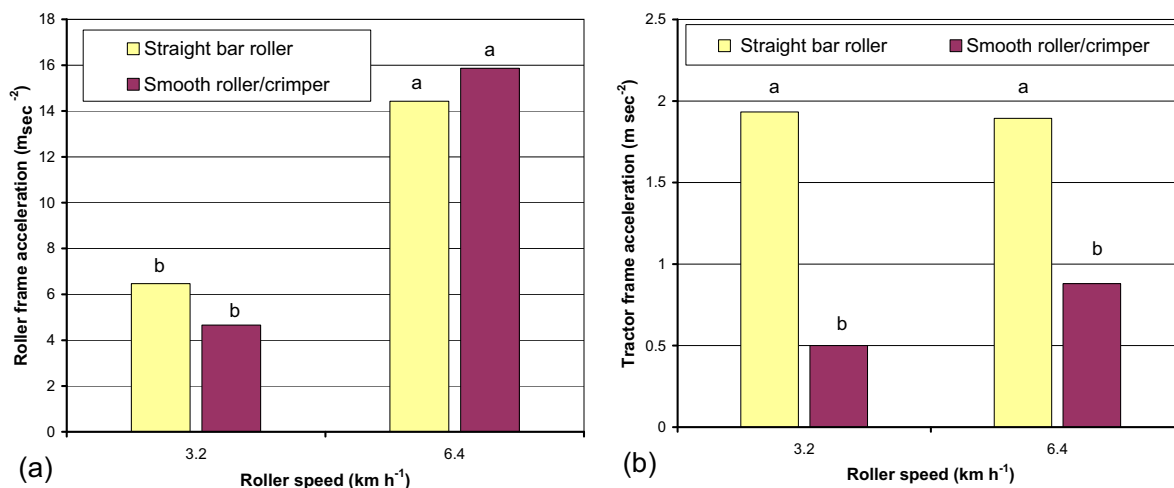 Straight bar roller
Smooth roller/crimper
Roller frame acceleration (m sec -2)
18
16
14
12
10
8
6
4
2
0
b
b
a
a
3.2
6.4
Roller speed (km h-1)
(a)
Straight bar roller Smooth roller/crimper
Tractor frame acceleration (m sec-2)
2.5
2
1.5
1
0.5
0
a
b
a
b
3.2
6.4
Roller speed (km h-1)
(b)